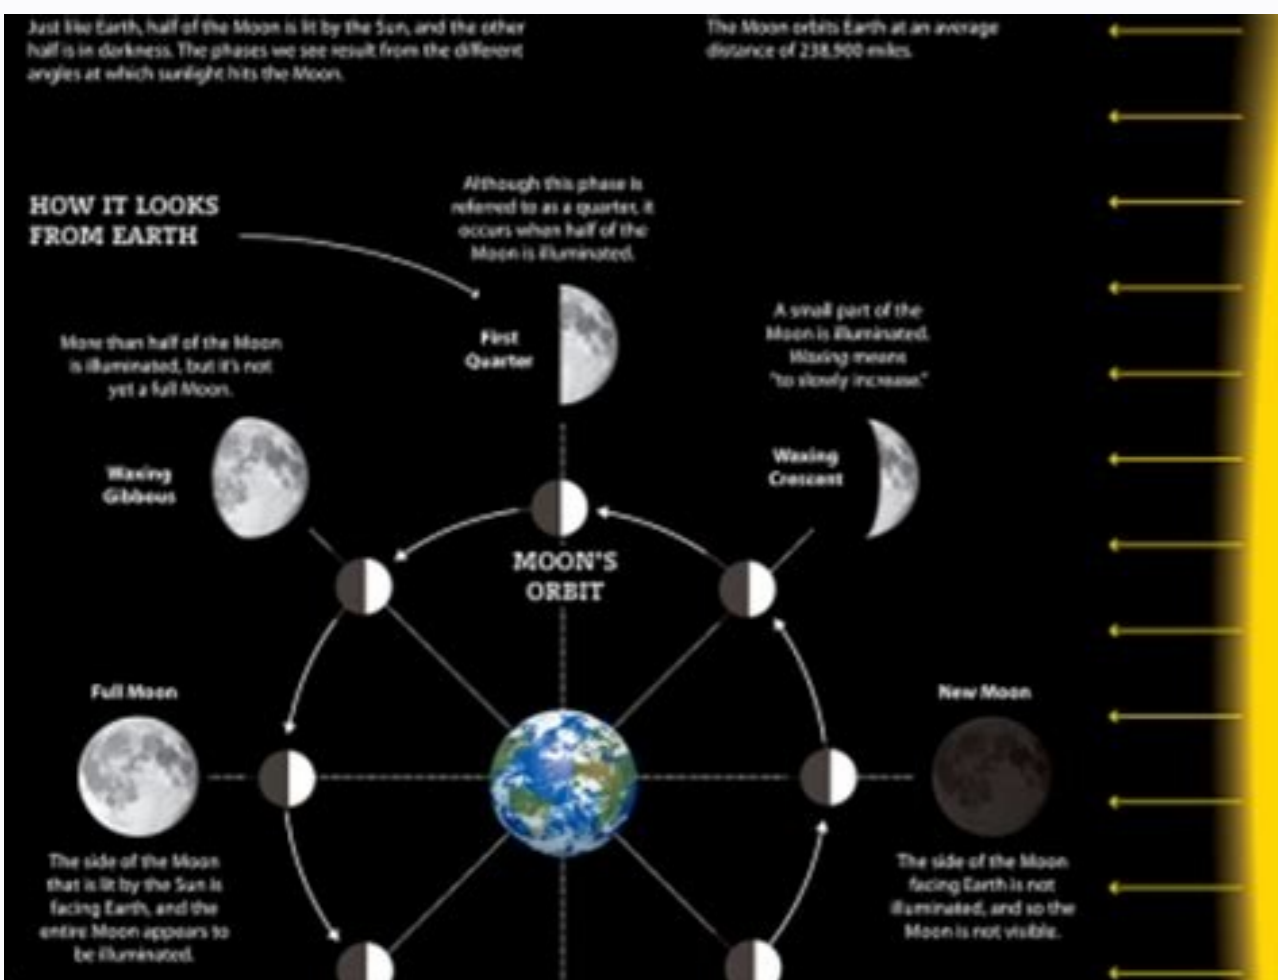 Just like Earth, half of the Moon is lit by the Sun, and the other
half is in darkness. The phases we see result from the different
angles at which sunlight hits the Moon.
The Moon orbits Earth at an average
distance of 238,900 miles.
HOW IT LOOKS
FROM EARTH
Although this phase is
referred to as a quarter, it
occurs when half of the
Moon is illuminated.
First
Quarter
A small part of the
Moon is illuminated.
Waxing means
"to slowly increase."
Waxing
Crescent
More than half of the Moon
is illuminated, but it's not
yet a full Moon.
Waxing
Gibbous
MOON'S
ORBIT
Full Moon
The side of the Moon
that is lit by the Sun is
facing Earth, and the
entire Moon appears to
be illuminated.
New Moon
The side of the Moon
facing Earth is not
illuminated, and so the
Moon is not visible.